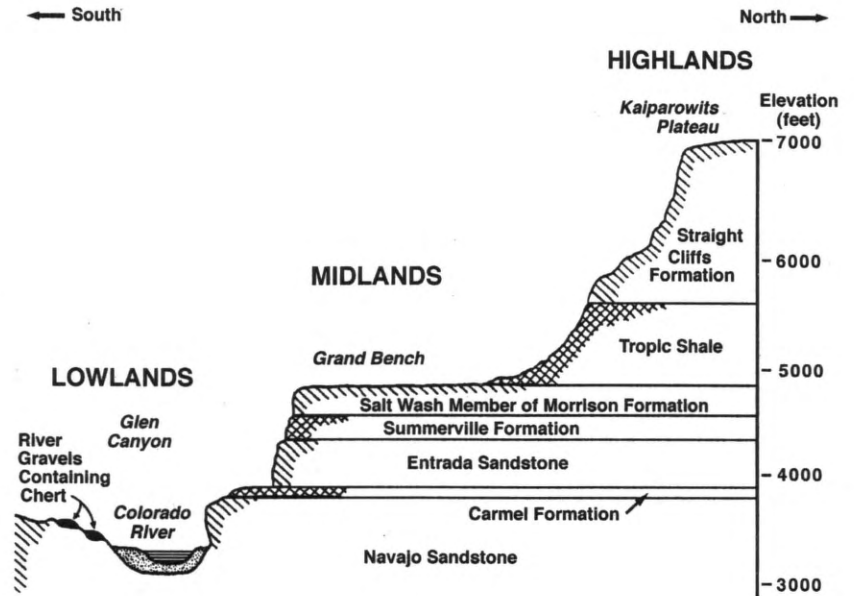 South
North
HIGHLANDS
Kaiparowits
Plateau
Elevation
(feet)
7000
Straight
Cliffs
Formation
6000
MIDLANDS
Tropic Shale
Grand Bench
5000
LOWLANDS
Salt Wash Member of Morrison Formation
Glen
Canyon
Summerville Formation
River
Gravels
Containing
Chert
Entrada Sandstone
4000
Colorado
River
Carmel Formation
Navajo Sandstone
3000